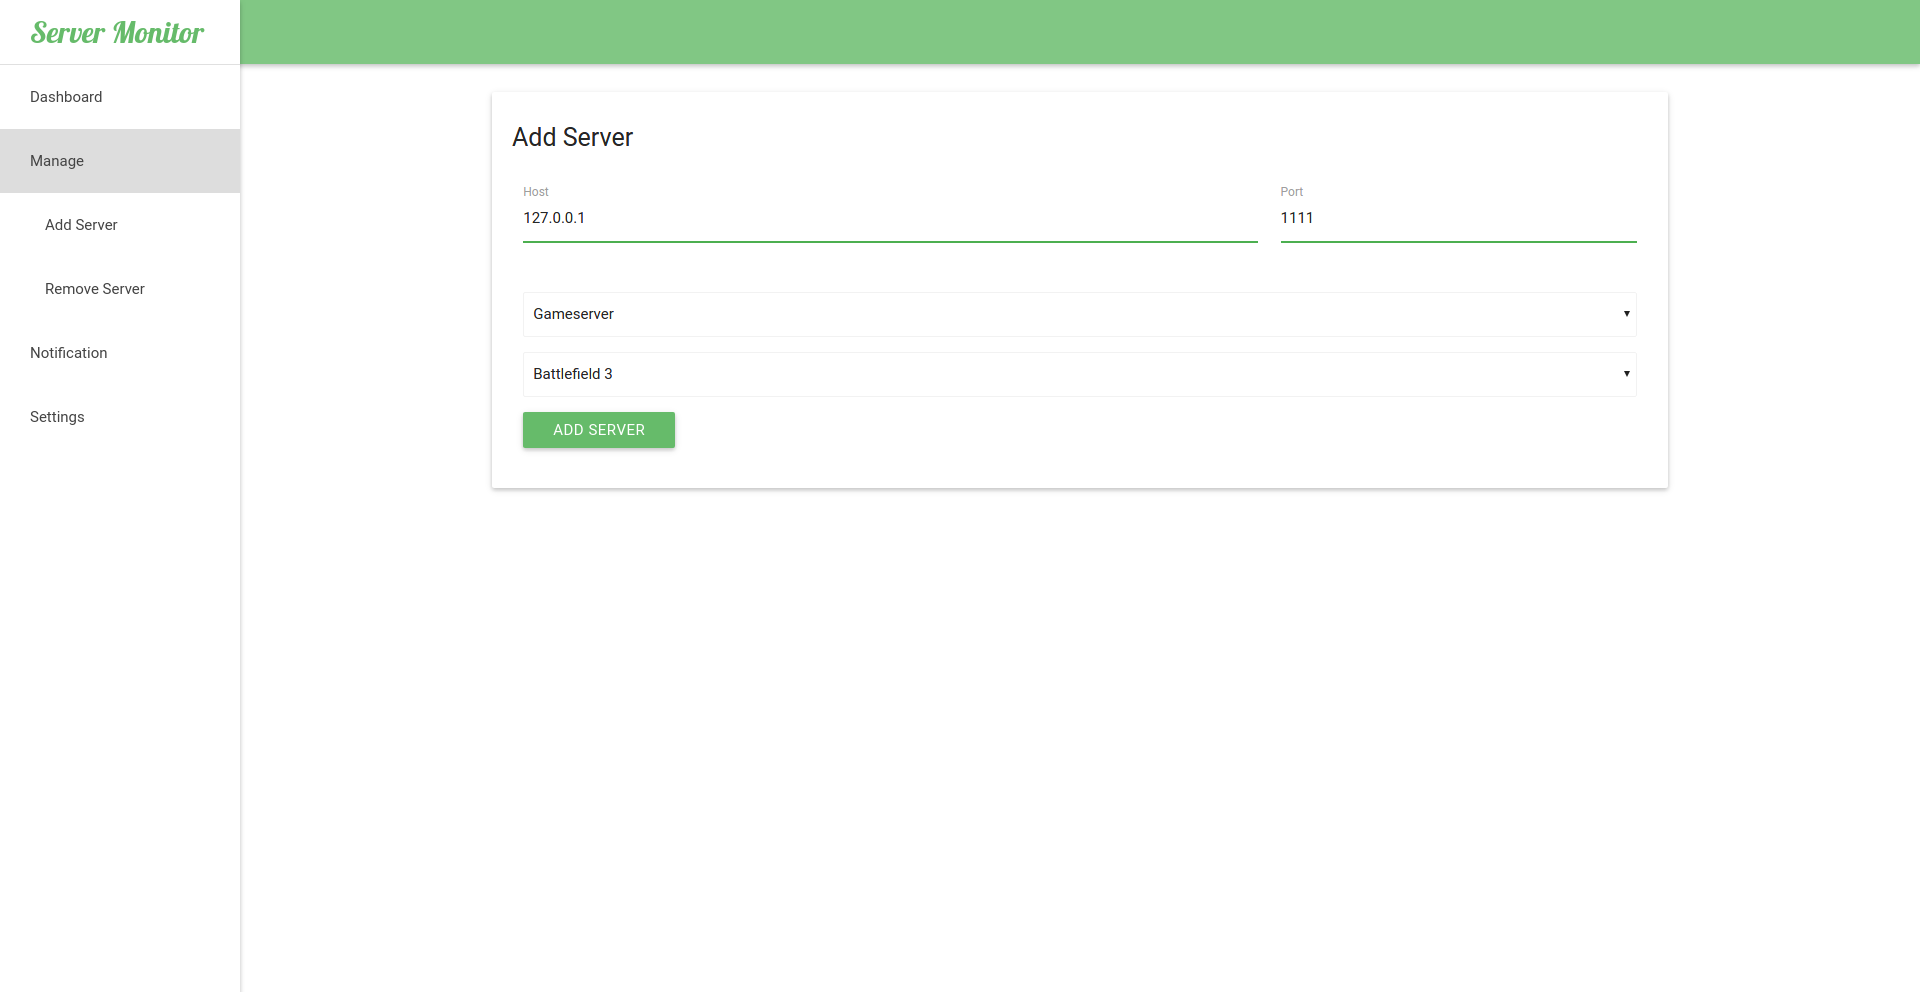 Server Monitor
Dashboard
Manage
Add Server
Remove Server
Notification
Settings
Add Server
Host
Port
127.0.0.1
1111
Gameserver
Battlefield 3
ADD SERVER